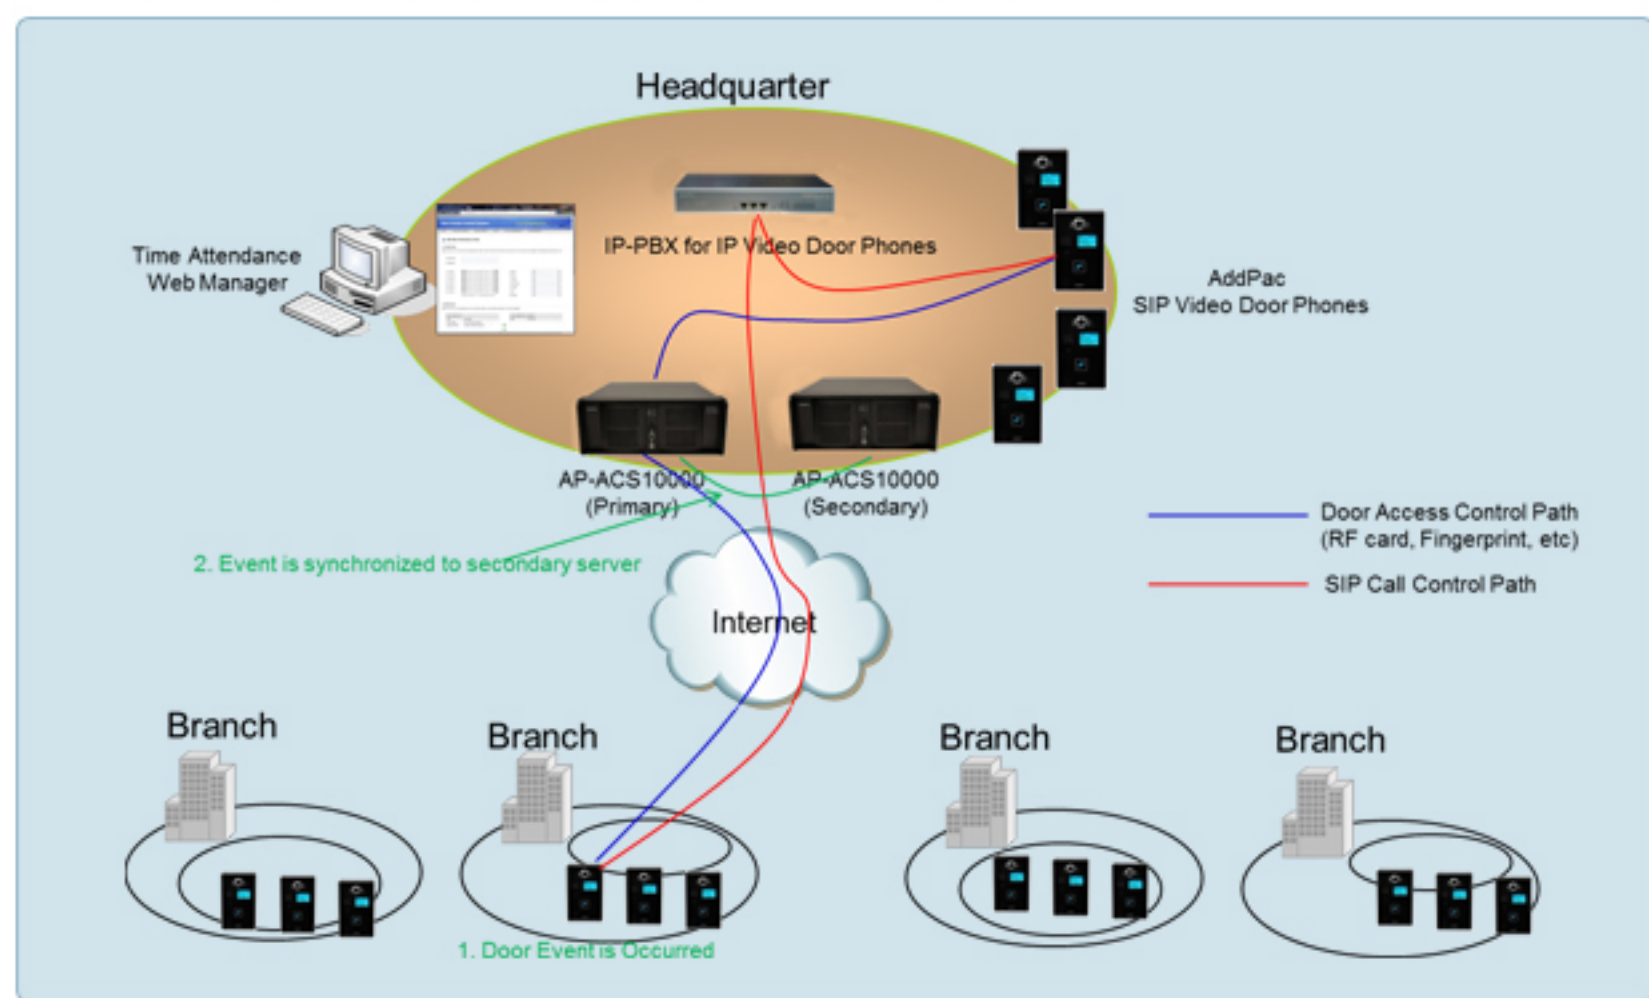 Headquarter
IP-PBX for IP Video Door Phones
Time Attendance
Web Manager
AddPac
SIP Video Door Phones
AP-ACS10000
(Primary)
AP-ACS10000
(Secondary)
Door Access Control Path
(RF card, Fingerprint, etc)
SIP Call Control Path
2. Event is synchronized to secondary server
Internet
Branch
Branch
Branch
Branch
1. Door Event is Occurred